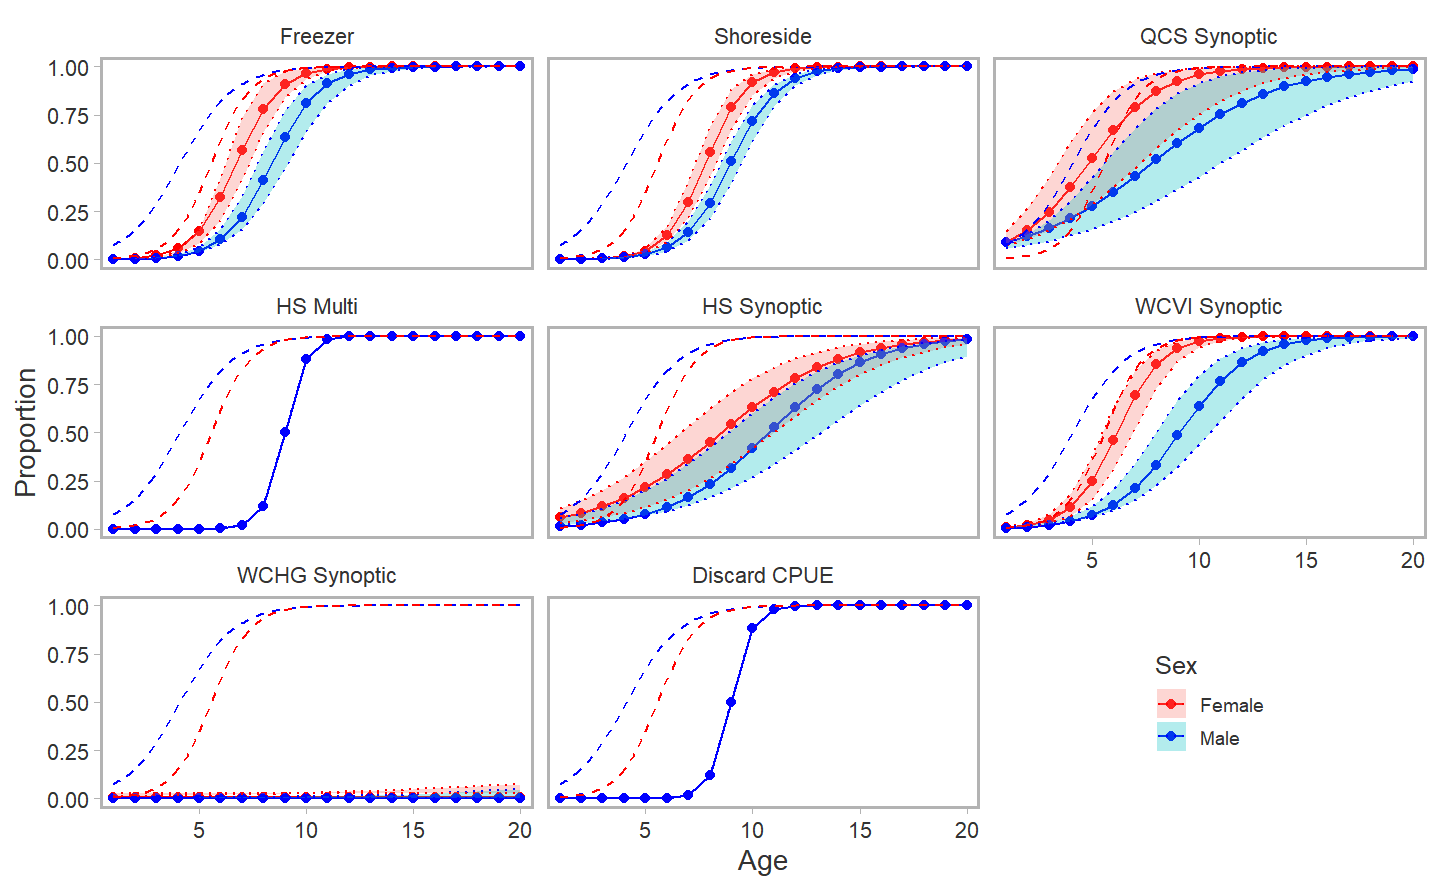 Freezer Shoreside QCS Synoptic
1.00
0.75
0.50
0.25
0.00
HS Multi HS Synoptic WCVI Synoptic
1.00
0.75
0.50
0.25
0.00
5 10 15 20
Proportion
WCHG Synoptic Discard CPUE
1.00
0.75
0.50
0.25
0.00
5 10 15 20 5 10 15 20
Age
Sex
Female
Male